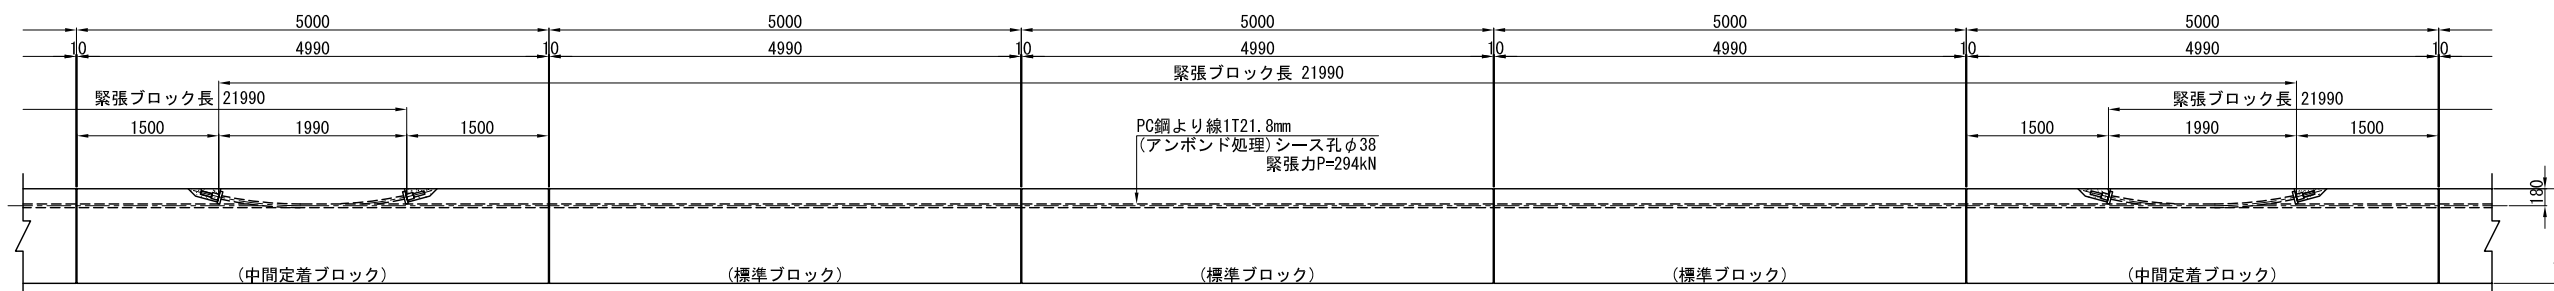 5000 5000 5000 5000 5000
10 4990 10 4990 10 4990 10 4990 10 4990 10
緊張ブロック長 21990
緊張ブロック長 21990 緊張ブロック長 21990
1500 1990 1500 1500 1990 1500
PC鋼より線1T21.8mm
(アンボンド処理)シース孔φ38
緊張力P=294kN
180
(中間定着ブロック) (標準ブロック) (標準ブロック) (標準ブロック) (中間定着ブロック)